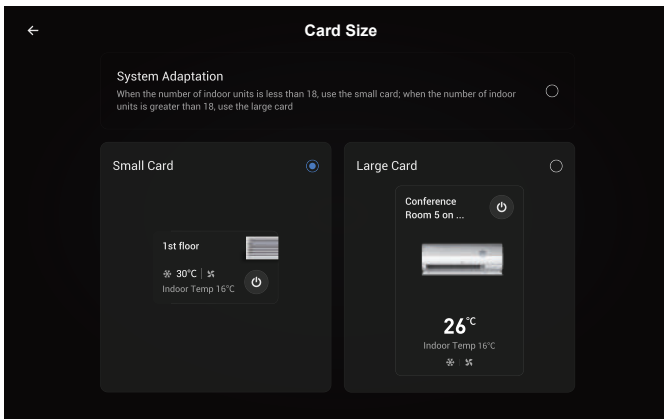 Card Size
System Adaptation
When the number of indoor units is less than 18, use the small card; when the number of indoor
units is greater than 18, use the large card
Small Card
Large Card
1st floor
30°C
Indoor Temp 16°C
Conference
Room 5 on ...
26°C
Indoor Temp 16°C